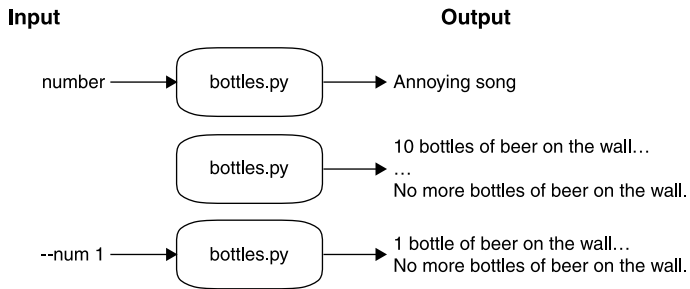 Input Output
number bottles.py Annoying song
bottles.py 10 bottles of beer on the wall…
…
No more bottles of beer on the wall.
--num 1 bottles.py 1 bottle of beer on the wall…
No more bottles of beer on the wall.